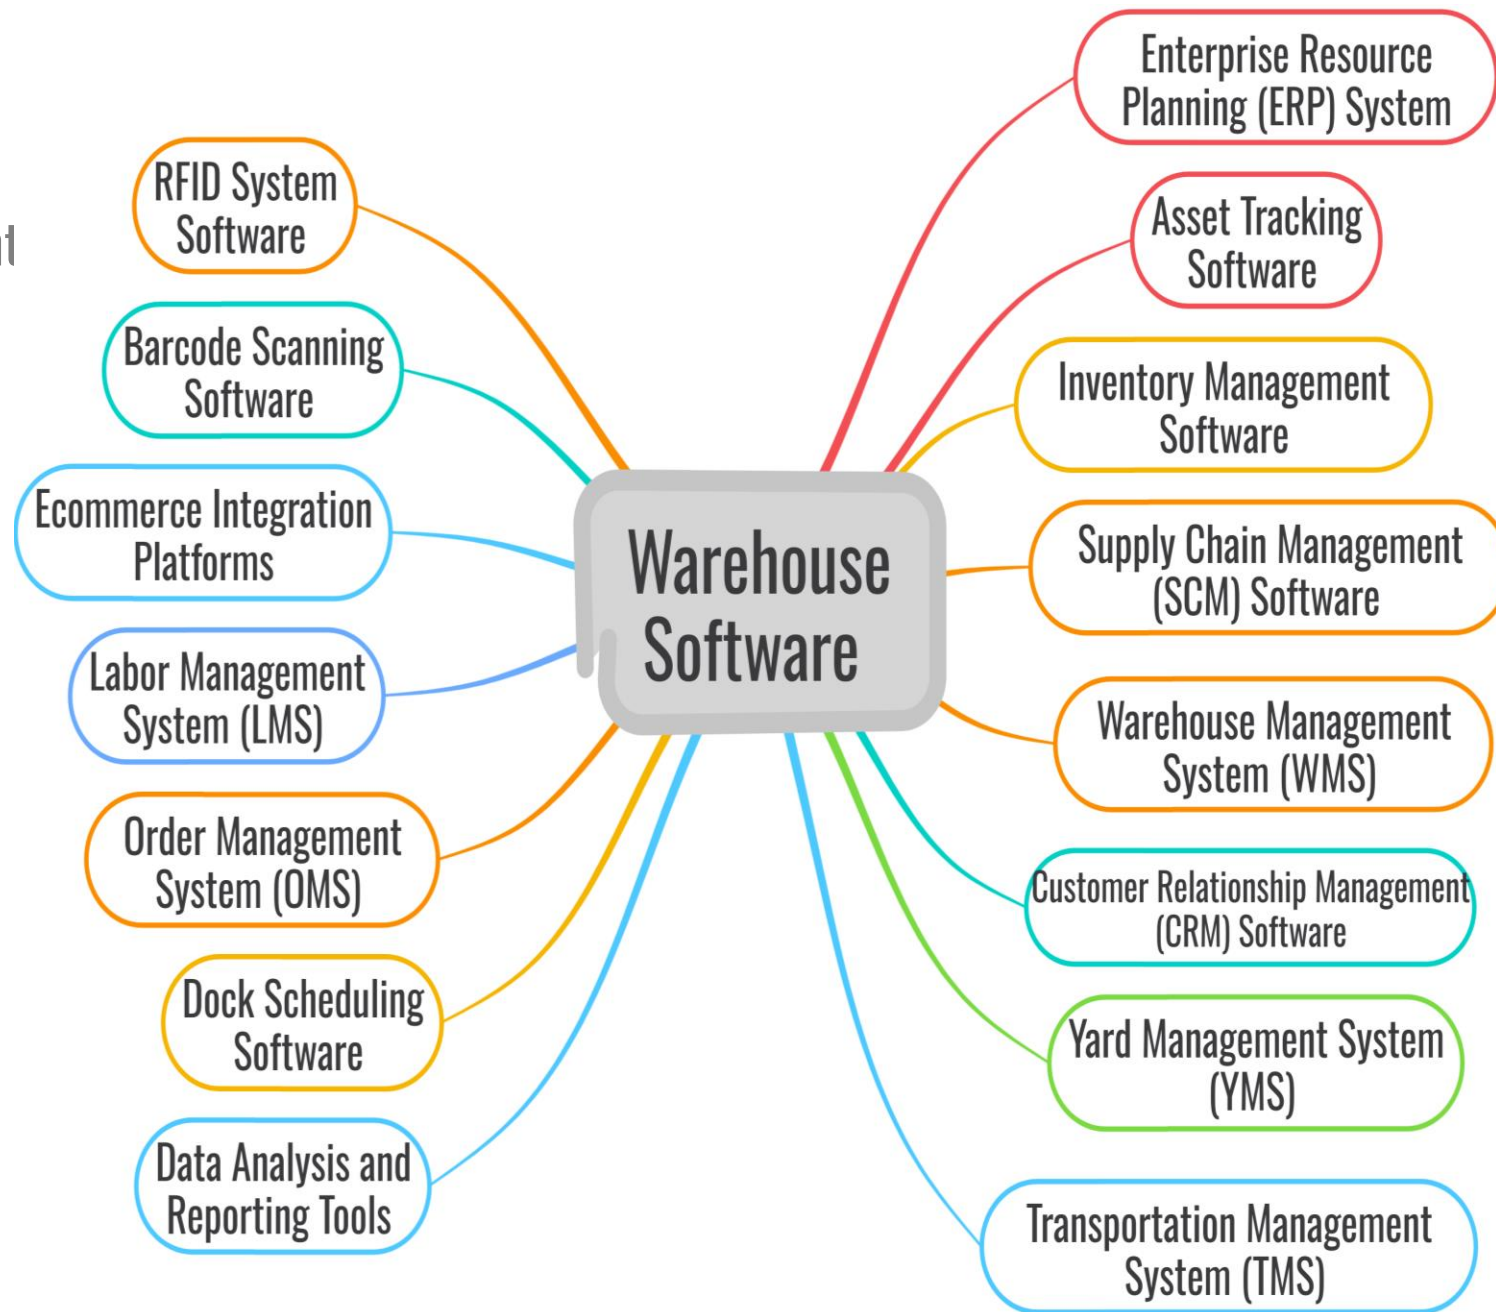 Enterprise Resource
Planning (ERP) System
Asset Tracking
Software
Inventory Management
Software
Supply Chain Management
(SCM) Software
Warehouse Management
System (WMS)
Customer Relationship Management
(CRM) Software
Yard Management System
(YMS)
Transportation Management
System (TMS)
Warehouse
Software
RFID System
Software
Barcode Scanning
Software
Ecommerce Integration
Platforms
Labor Management
System (LMS)
Order Management
System (OMS)
Dock Scheduling
Software
Data Analysis and
Reporting Tools